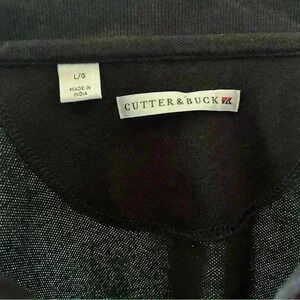 L/G
MADE IN
INDIA
CUTTER & BUCK